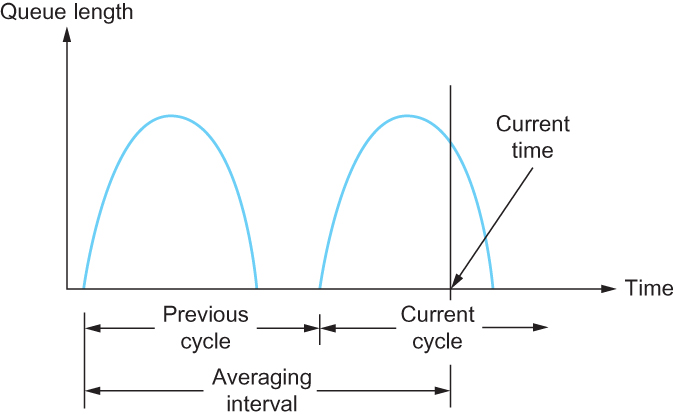 Queue length
Current
time
Time
Previous
cycle
Current
cycle
Averaging
interval